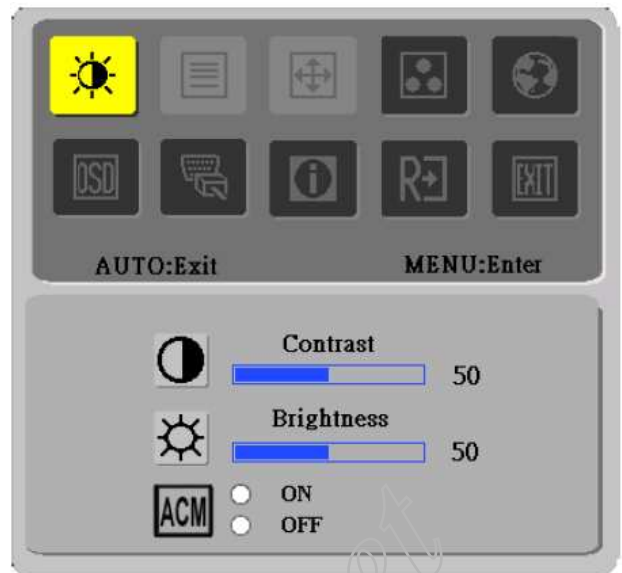 OSD
R
EXIT
AUTO:Exit MENU:Enter
Contrast
50
Brightness
50
ACM
ON
OFF